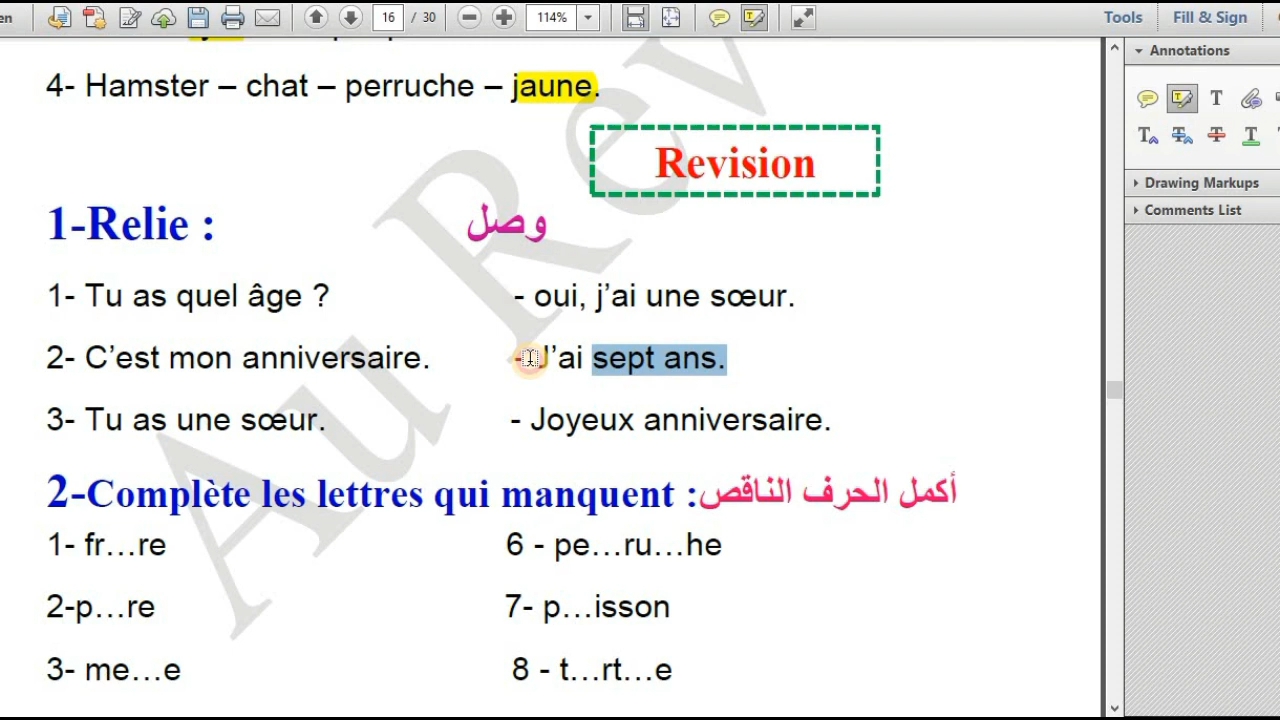 en 16 / 30 114% Tools Fill & Sign
Annotations
4- Hamster – chat – perruche – jaune.
Revision
1-Relie : وصل
1- Tu as quel âge ? - oui, j’ai une sœur.
2- C’est mon anniversaire. - J’ai sept ans.
3- Tu as une sœur. - Joyeux anniversaire.
2-Complète les lettres qui manquent : أكمل الحرف الناقص
1- fr…re 6 - pe…ru…he
2-p…re 7- p…isson
3- me…e 8 - t…rt…e
Drawing Markups
Comments List
Au Rev